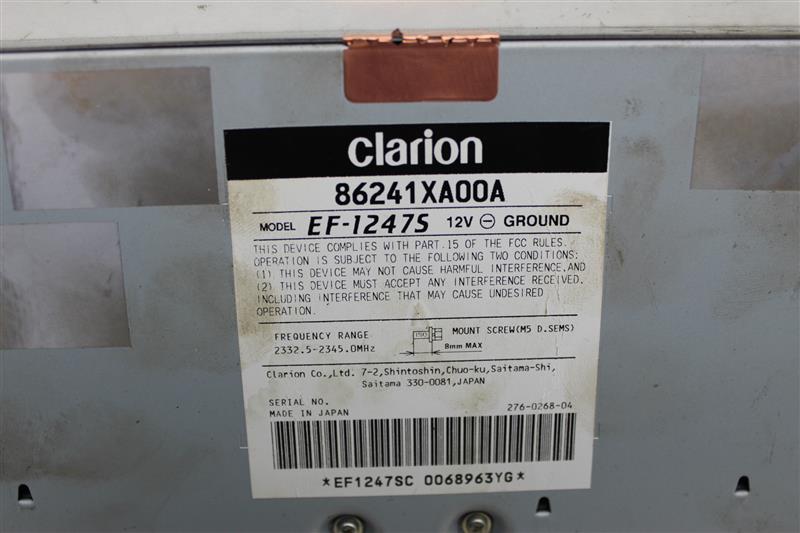 clarion
86241XA00A
MODEL EF-1247S 12V ⊖ GROUND
THIS DEVICE COMPLIES WITH PART 15 OF THE FCC RULES.
OPERATION IS SUBJECT TO THE FOLLOWING TWO CONDITIONS:
(1) THIS DEVICE MAY NOT CAUSE HARMFUL INTERFERENCE,AND
(2) THIS DEVICE MUST ACCEPT ANY INTERFERENCE RECEIVED,
INCLUDING INTERFERENCE THAT MAY CAUSE UNDESIRED
OPERATION.
FREQUENCY RANGE MOUNT SCREW(M5 D.SEMS)
2332.5-2345.0MHz 8mm MAX
Clarion Co.,Ltd. 7-2,Shintoshin,Chuo-ku,Saitama-Shi,
Saitama 330-0081,JAPAN
SERIAL NO. 276-0268-04
MADE IN JAPAN
*EF1247SC 0068963YG*